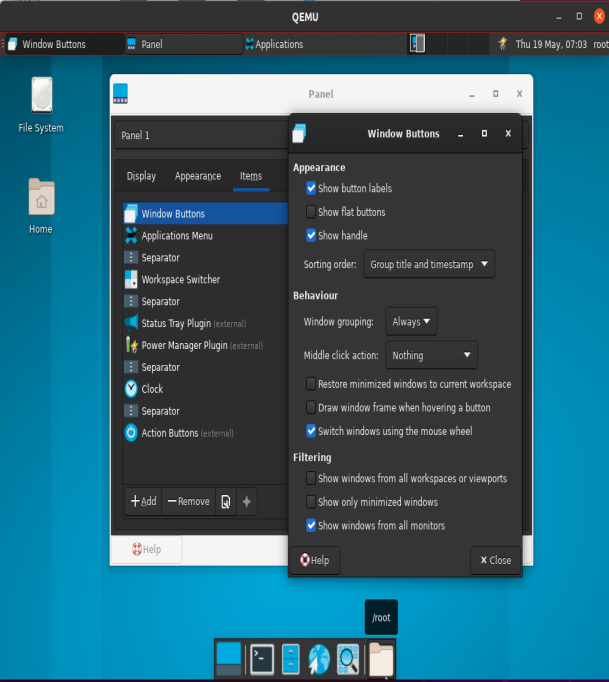 QEMU
Window Buttons
Panel
Applications
Thu 19 May, 07:03
root
File System
Home
Panel
Panel 1
Display
Appearance
Items
Window Buttons
Applications Menu
Separator
Workspace Switcher
Separator
Status Tray Plugin (external)
Power Manager Plugin (external)
Separator
Clock
Separator
Action Buttons (external)
Add
Remove
Help
Window Buttons
Appearance
Show button labels
Show flat buttons
Show handle
Sorting order: Group title and timestamp
Behaviour
Window grouping: Always
Middle click action: Nothing
Restore minimized windows to current workspace
Draw window frame when hovering a button
Switch windows using the mouse wheel
Filtering
Show windows from all workspaces or viewports
Show only minimized windows
Show windows from all monitors
Help
Close
/root